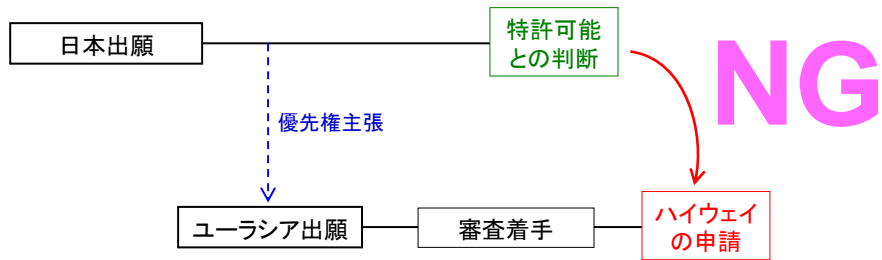 日本出願
特許可能
との判断
NG
優先権主張
ユーラシア出願
審査着手
ハイウェイ
の申請